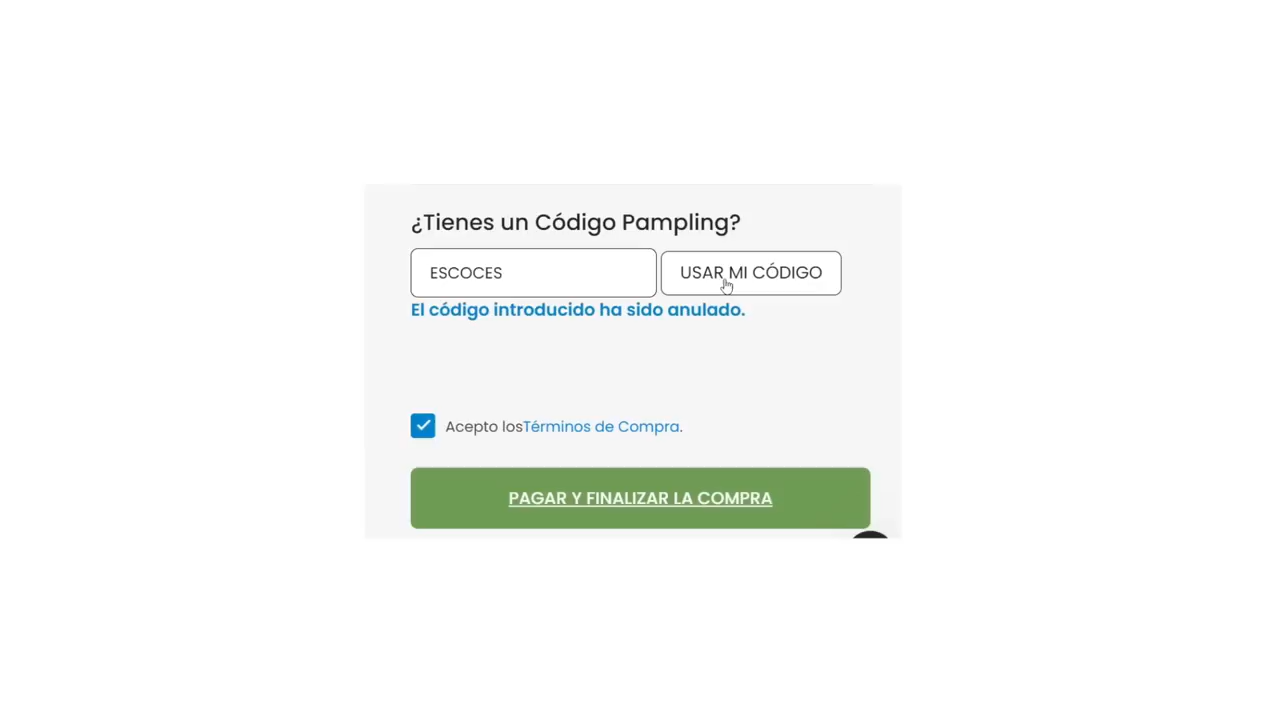 ¿Tienes un Código Pampling?
ESCOCES
USAR MI CÓDIGO
El código introducido ha sido anulado.
Acepto losTérminos de Compra.
PAGAR Y FINALIZAR LA COMPRA